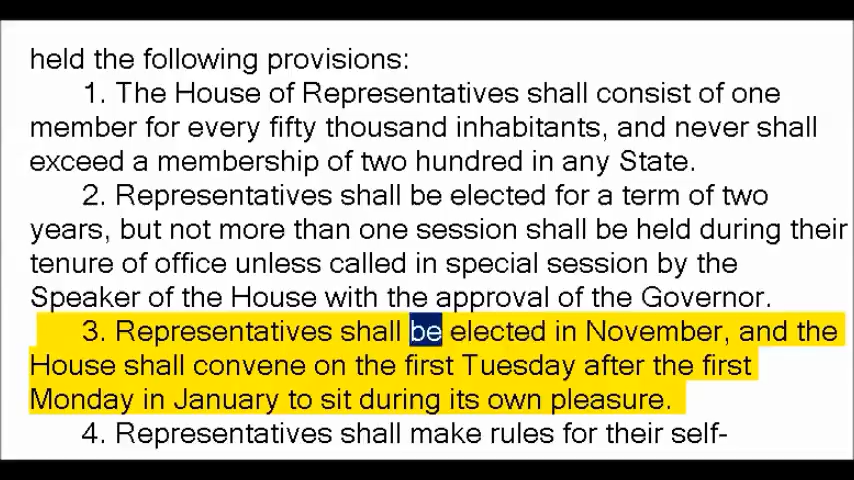 held the following provisions:
1. The House of Representatives shall consist of one
member for every fifty thousand inhabitants, and never shall
exceed a membership of two hundred in any State.
2. Representatives shall be elected for a term of two
years, but not more than one session shall be held during their
tenure of office unless called in special session by the
Speaker of the House with the approval of the Governor.
3. Representatives shall be elected in November, and the
House shall convene on the first Tuesday after the first
Monday in January to sit during its own pleasure.
4. Representatives shall make rules for their self-